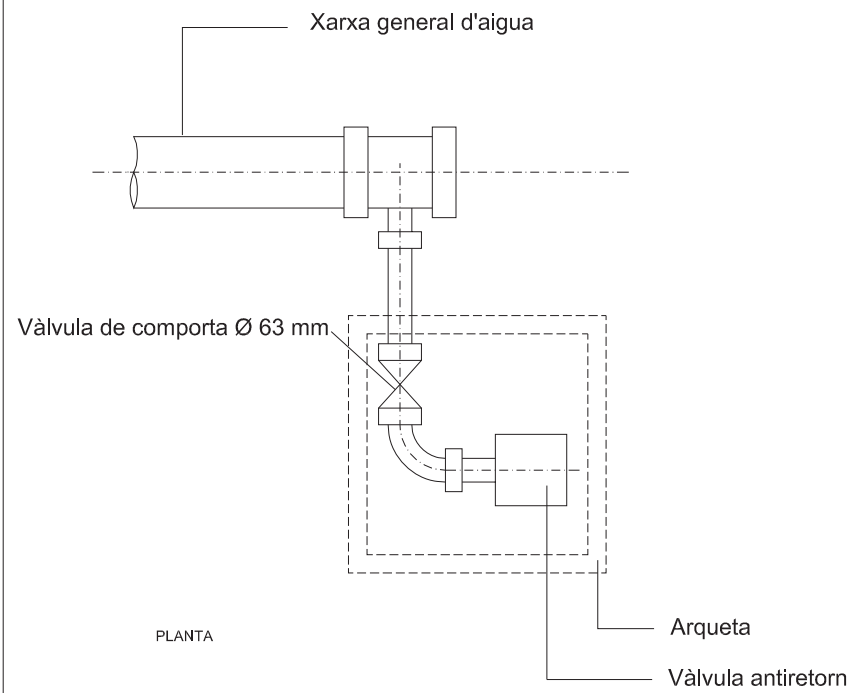 Xarxa general d'aigua
Vàlvula de comporta Ø 63 mm
PLANTA
Arqueta
Vàlvula antiretorn